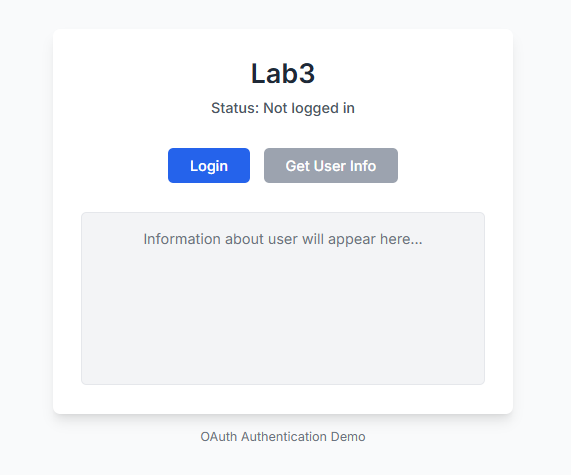 Lab3
Status: Not logged in
Login
Get User Info
Information about user will appear here...
OAuth Authentication Demo